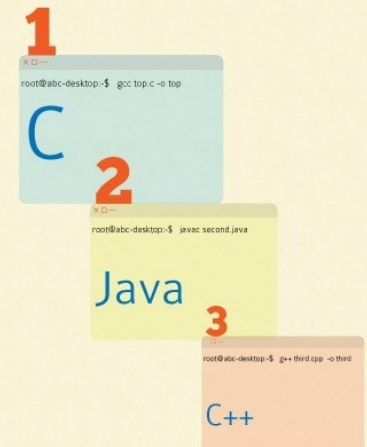 1
root@abc-desktop:~$ gcc top.c -o top
C
2
root@abc-desktop:~$ javac second.java
Java
3
root@abc-desktop:~$ g++ third.cpp -o third
C++